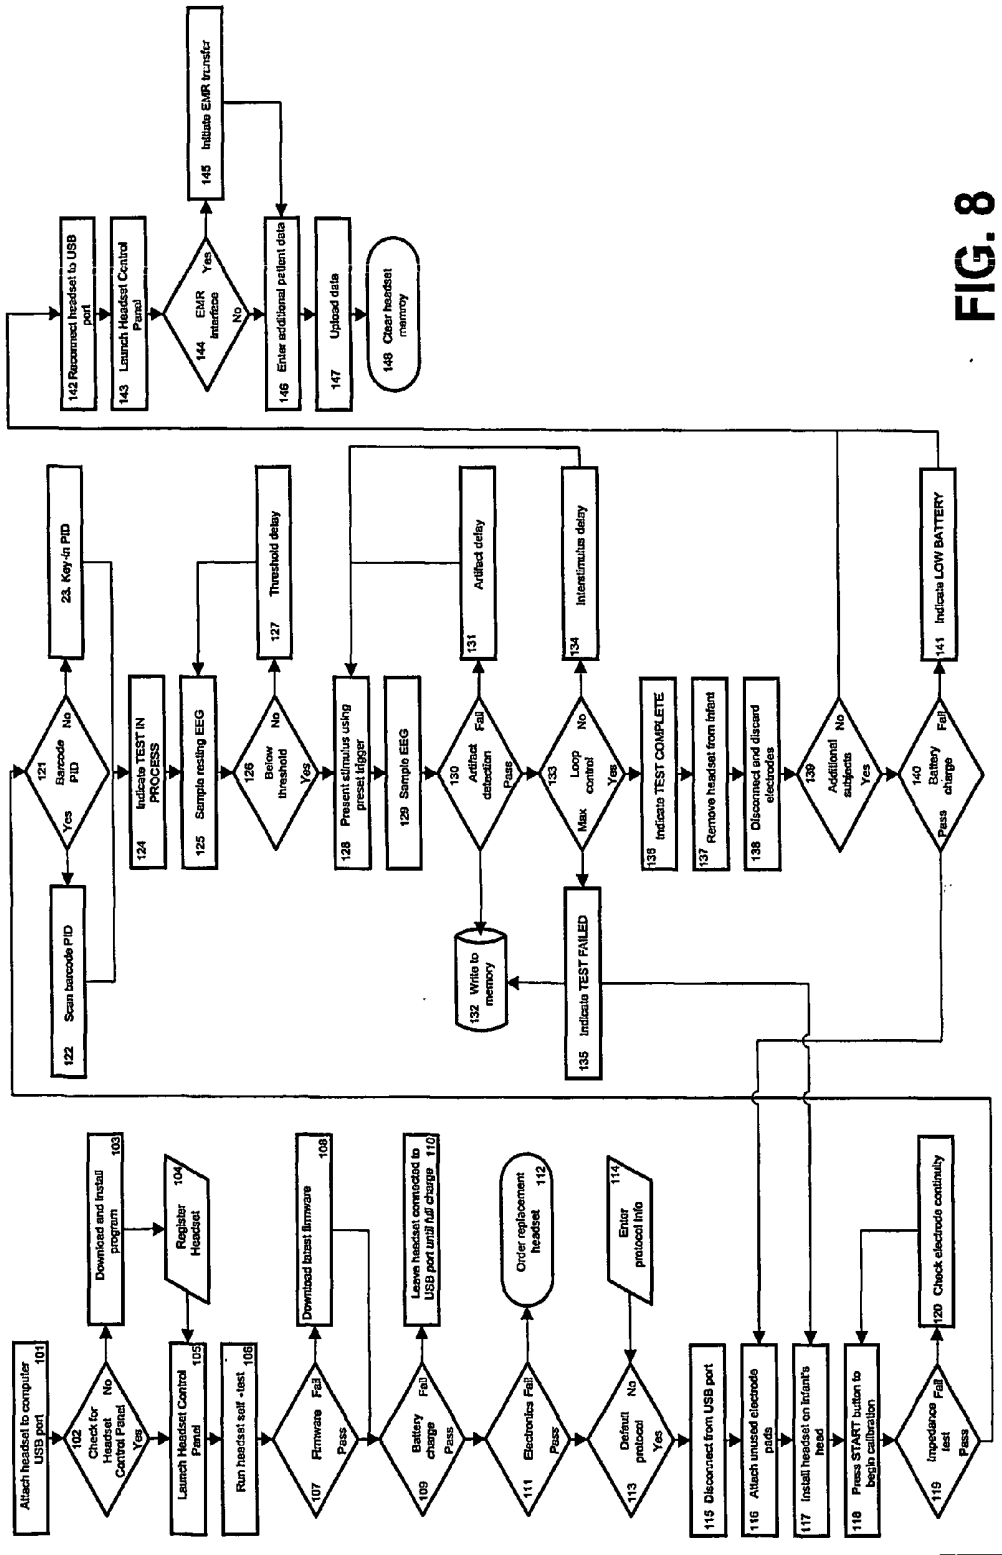 101
Attach headset to computer
USB port
102
Check for
Headset
Control Panel
No
Yes
Download and Install
program
103
104
Register
Headset
Launch Headset Control
Panel
105
Run headset self -test
106
107
Firmware
Fail
Pass
Download latest firmware
108
109
Battery
charge
Fail
Pass
Leave headset connected to
USB port until full charge
110
111
Electronics
Fail
Pass
Order replacement
headset
112
113
Default
protocol
No
Yes
114
Enter
protocol Info
115 Disconnect from USB port
116 Attach unused electrode
pads
117 Install headset on infant's
head
118 Press START button to
begin calibration
119
Impedance
test
Fail
Pass
120 Check electrode continuity
121
Barcode
PID
No
Yes
122 Scan barcode PID
23. Key-in PID
124 Indicate TEST IN
PROCESS
125 Sample resting EEG
126
Below
threshold
No
Yes
127 Threshold delay
128 Present stimulus using
preset trigger
129 Sample EEG
130
Artifact
detection
Fail
Pass
131 Artifact delay
132 Write to
memory
133
Loop
control
Max
No
Yes
134 Interstimulus delay
135 Indicate TEST FAILED
136 Indicate TEST COMPLETE
137 Remove headset from infant
138 Disconnect and discard
electrodes
139
Additional
subjects
No
Yes
140
Battery
charge
Pass
Fail
141 Indicate LOW BATTERY
142 Reconnect headset to USB
port
143 Launch Headset Control
Panel
144 EMR
Interface
Yes
No
145 Initiate EMR transfer
146 Enter additional patient data
147 Upload data
148 Clear headset
memroy
FIG. 8